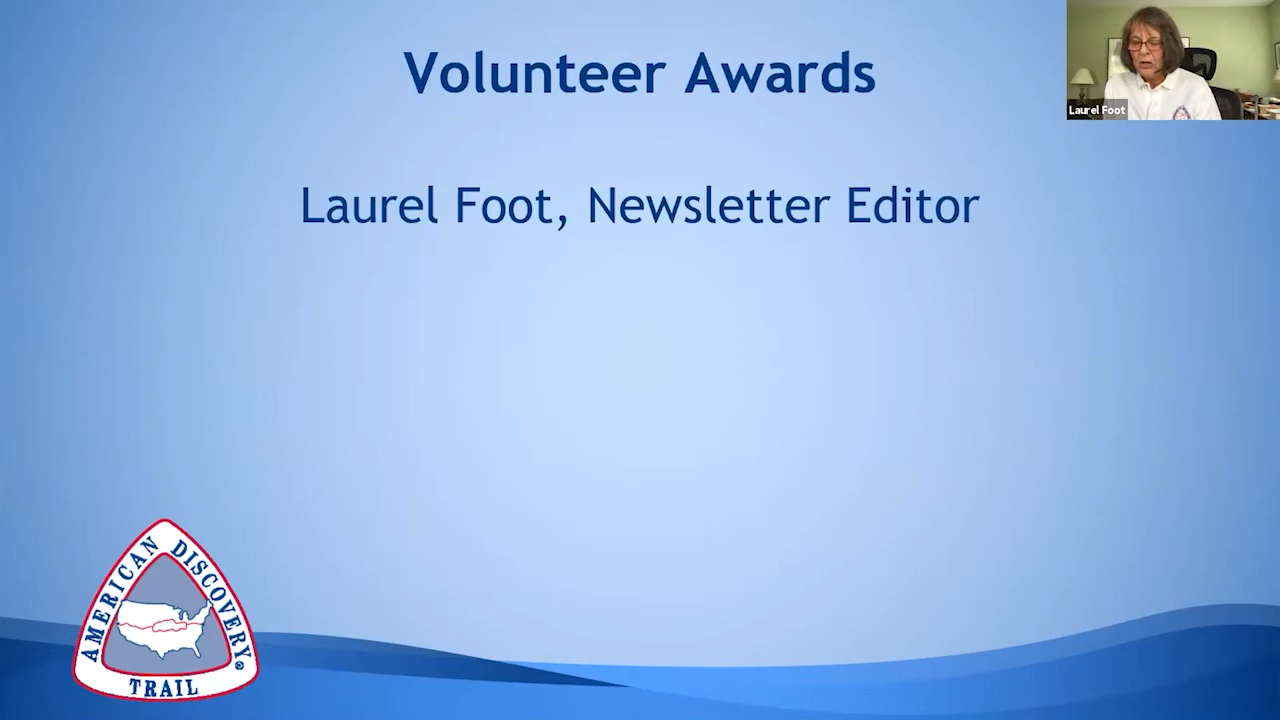 Volunteer Awards
Laurel Foot
Laurel Foot, Newsletter Editor
AMERICAN DISCOVERY®
TRAIL